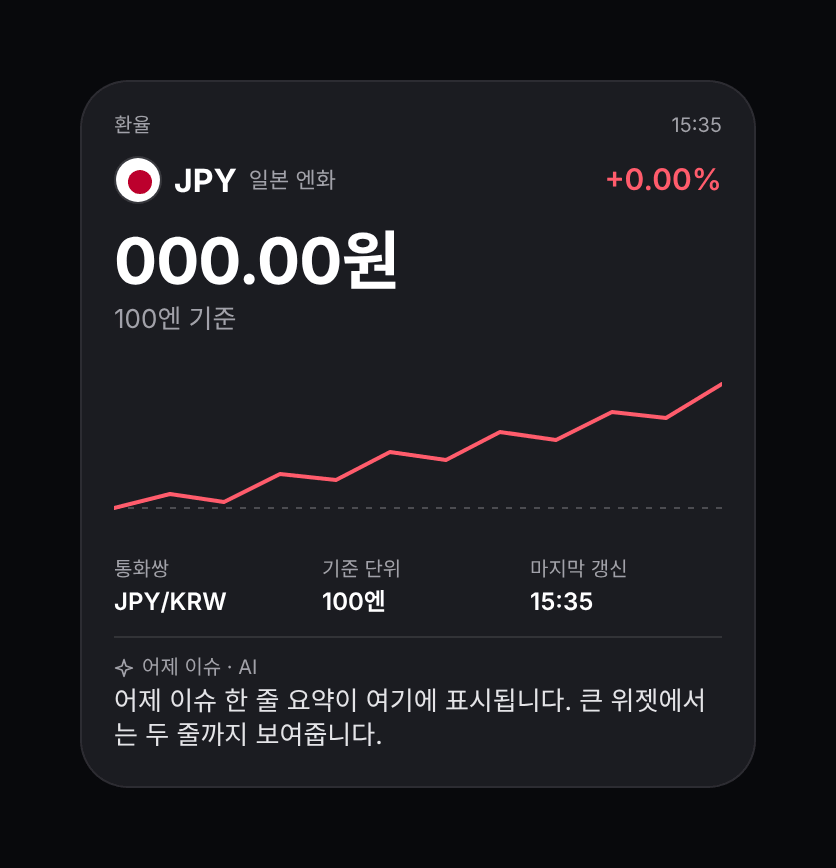 환율 15:35
JPY 일본 엔화 +0.00%
000.00원
100엔 기준
통화쌍 기준 단위 마지막 갱신
JPY/KRW 100엔 15:35
어제 이슈 · AI
어제 이슈 한 줄 요약이 여기에 표시됩니다. 큰 위젯에서
는 두 줄까지 보여줍니다.